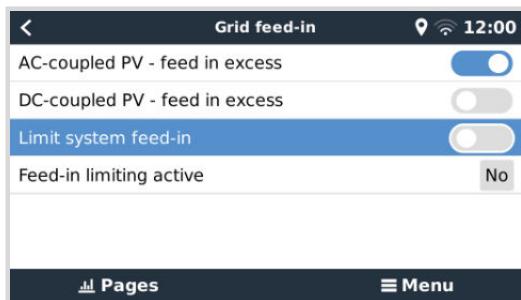 Grid feed-in 12:00
AC-coupled PV - feed in excess
DC-coupled PV - feed in excess
Limit system feed-in
Feed-in limiting active No
Pages Menu